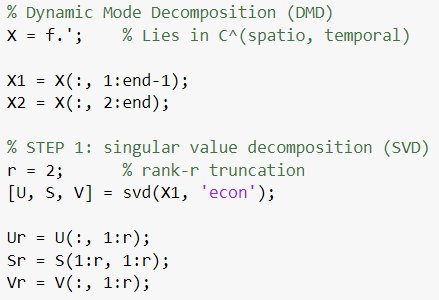 % Dynamic Mode Decomposition (DMD)
X = f.';    % Lies in C^(spatio, temporal)
X1 = X(:, 1:end-1);
X2 = X(:, 2:end);
% STEP 1: singular value decomposition (SVD)
r = 2;      % rank-r truncation
[U, S, V] = svd(X1, 'econ');
Ur = U(:, 1:r);
Sr = S(1:r, 1:r);
Vr = V(:, 1:r);